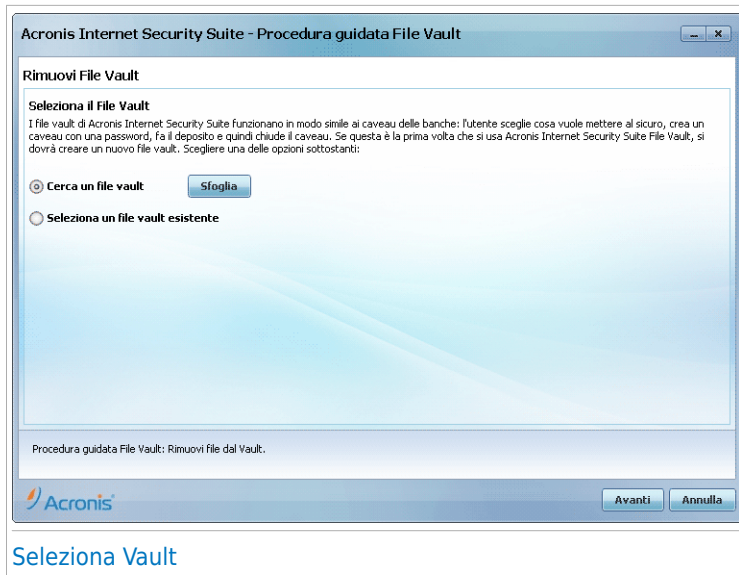 Acronis Internet Security Suite - Procedura guidata File Vault
Rimuovi File Vault
Seleziona il File Vault
I file vault di Acronis Internet Security Suite funzionano in modo simile ai caveau delle banche: l'utente sceglie cosa vuole mettere al sicuro, crea un
caveau con una password, fa il deposito e quindi chiude il caveau. Se questa è la prima volta che si usa Acronis Internet Security Suite File Vault, si
dovrà creare un nuovo file vault. Scegliere una delle opzioni sottostanti:
Cerca un file vault Sfoglia
Seleziona un file vault esistente
Procedura guidata File Vault: Rimuovi file dal Vault.
Acronis Avanti Annulla
Seleziona Vault